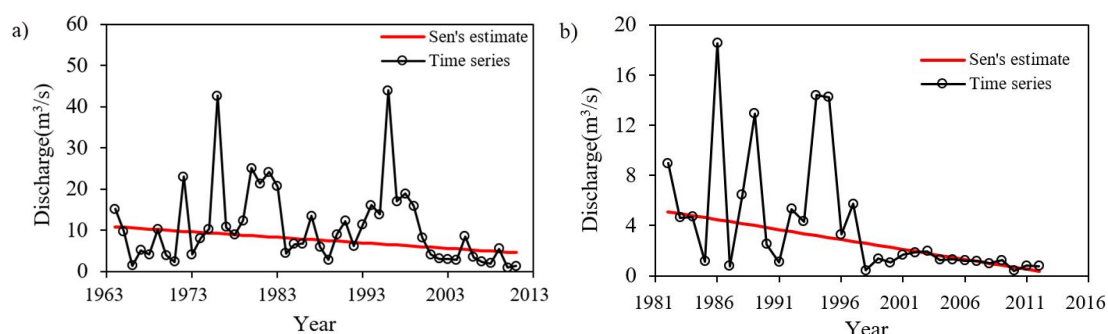 a)
60
50
40
30
20
10
0
Discharge(m³/s)
Sen's estimate
Time series
1963 1973 1983 1993 2003 2013
Year
b)
20
16
12
8
4
0
Discharge(m³/s)
Sen's estimate
Time series
1981 1986 1991 1996 2001 2006 2011 2016
Year